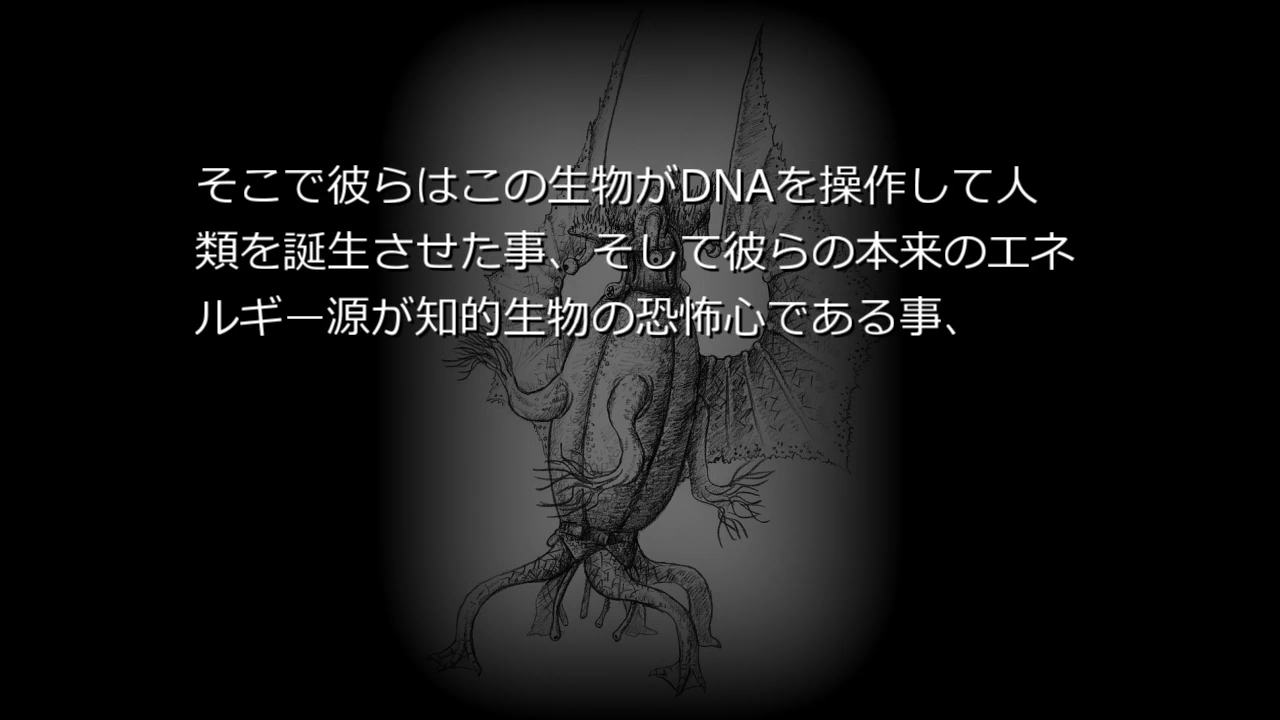 そこで彼らはこの生物がDNAを操作して人
類を誕生させた事、そして彼らの本来のエネ
ルギー源が知的生物の恐怖心である事、